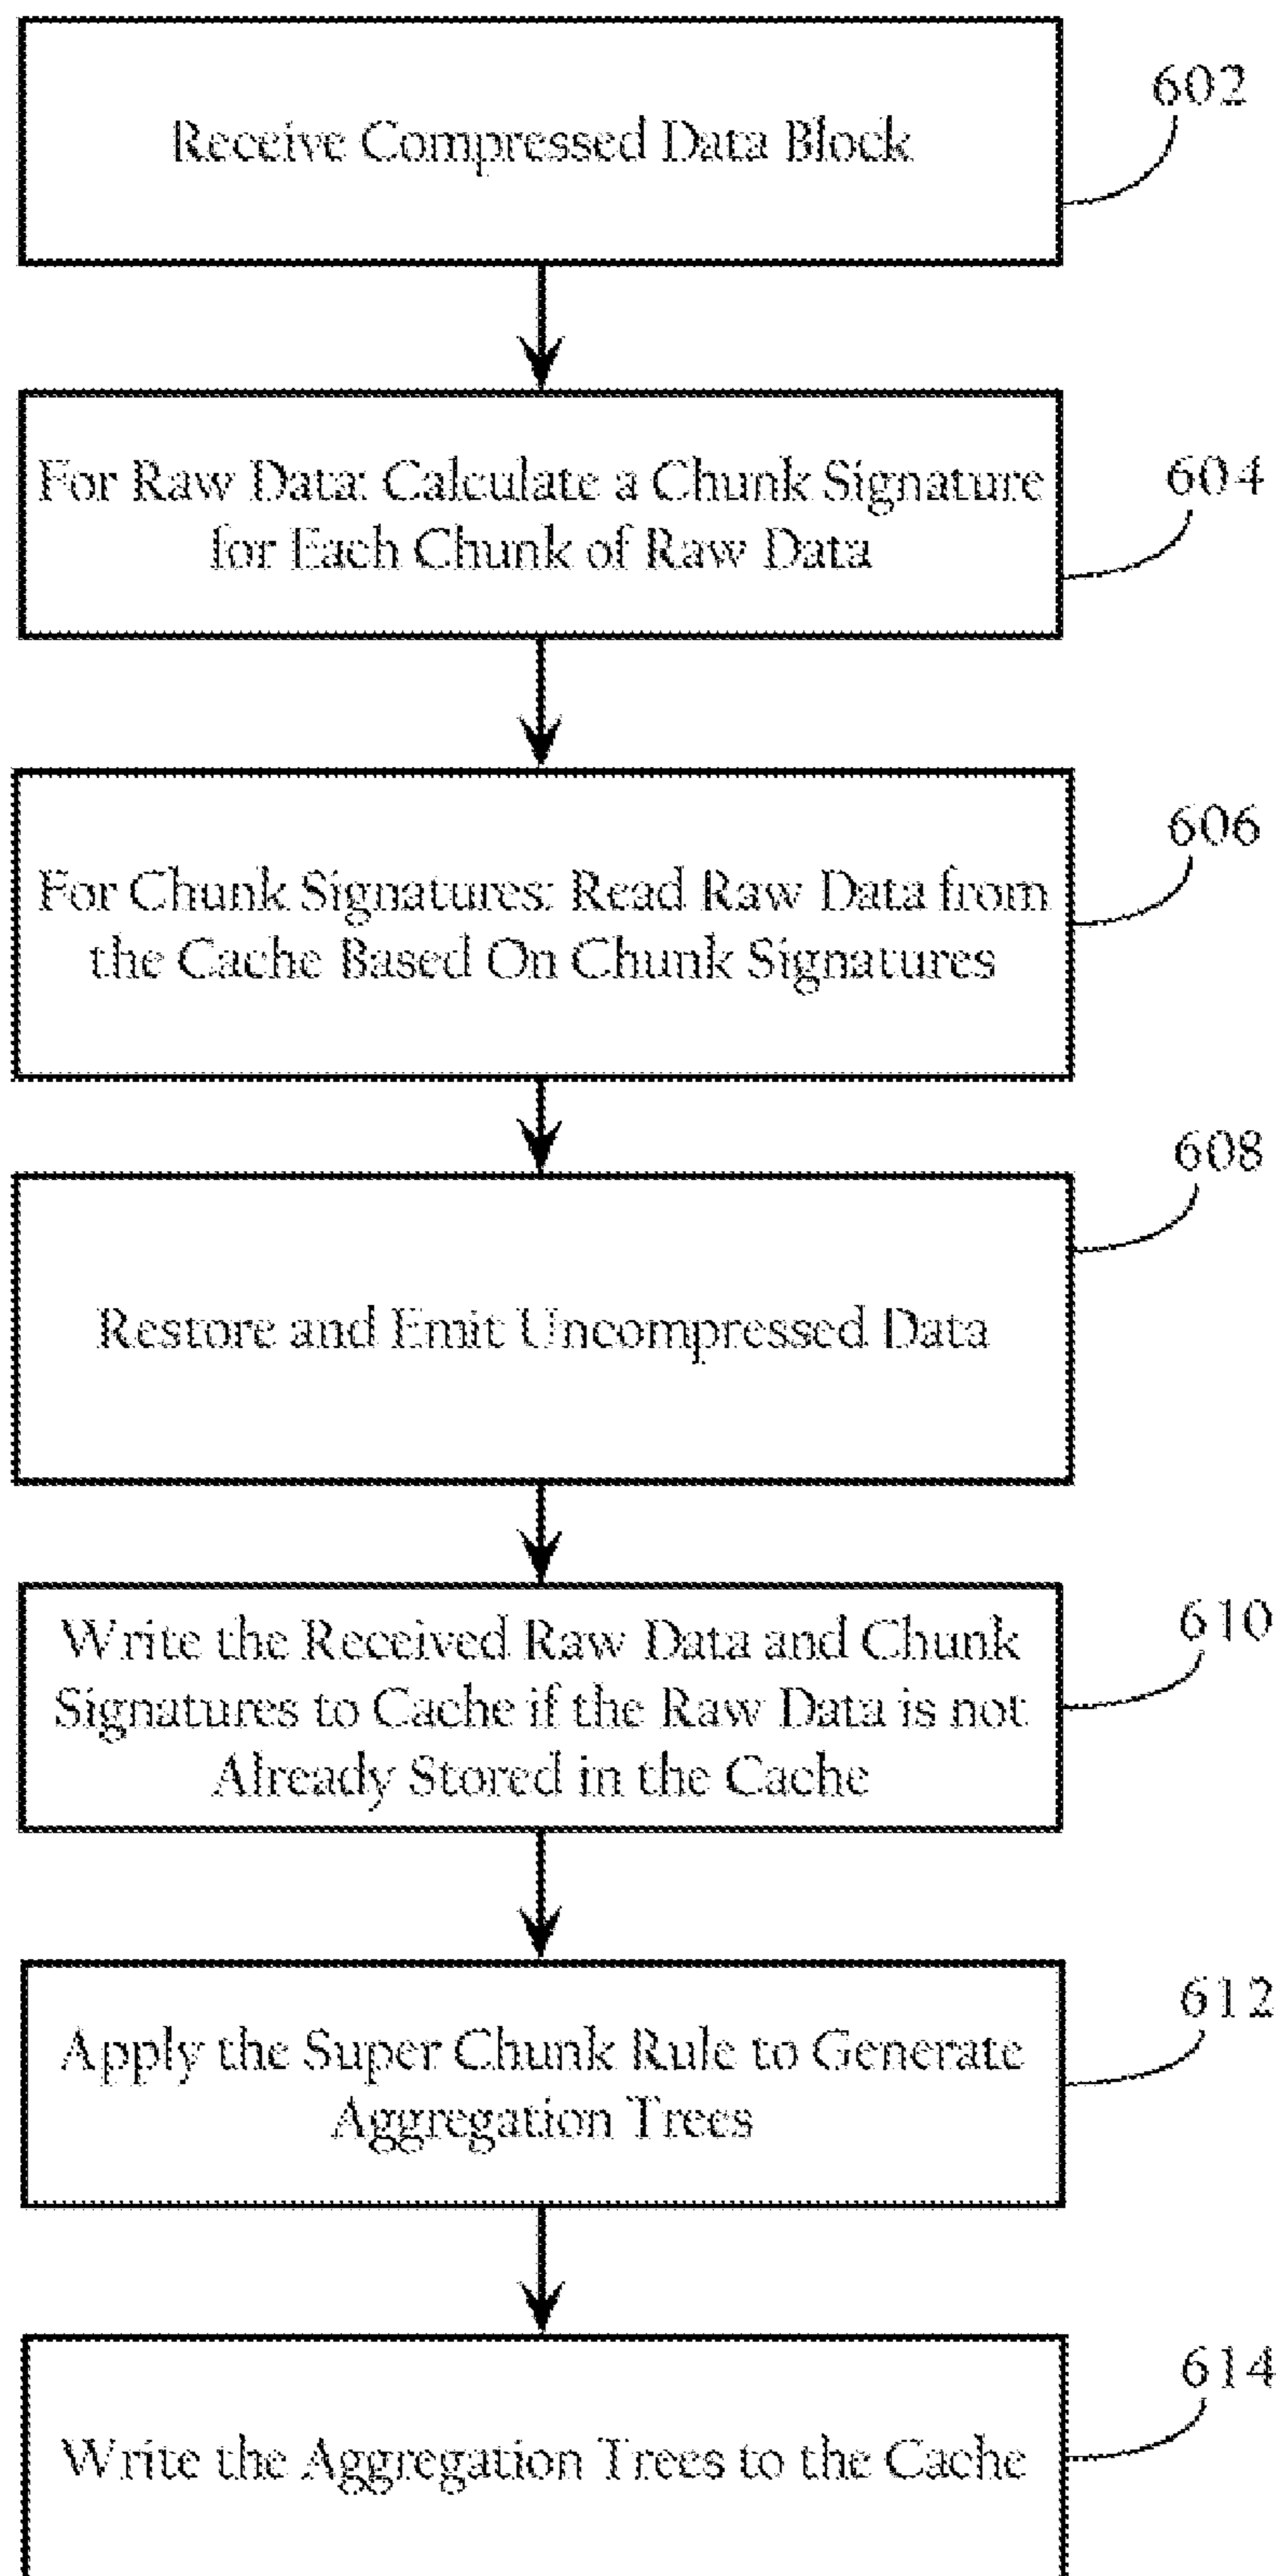 602
Receive Compressed Data Block
604
For Raw Data: Calculate a Chunk Signature
for Each Chunk of Raw Data
606
For Chunk Signatures: Read Raw Data from
the Cache Based On Chunk Signatures
608
Restore and Emit Uncompressed Data
610
Write the Received Raw Data and Chunk
Signatures to Cache if the Raw Data is not
Already Stored in the Cache
612
Apply the Super Chunk Rule to Generate
Aggregation Trees
614
Write the Aggregation Trees to the Cache